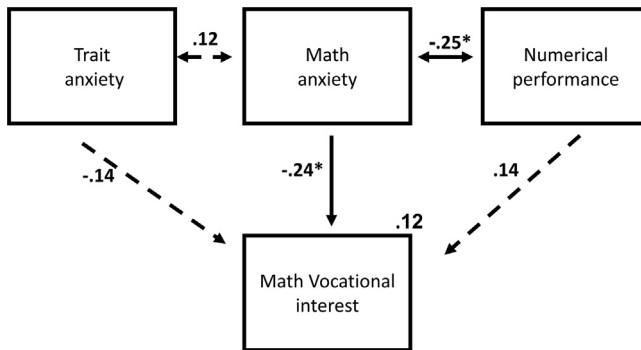 .12
-.25*
Trait
anxiety
Math
anxiety
Numerical
performance
-.14
-.24*
.14
.12
Math Vocational
interest